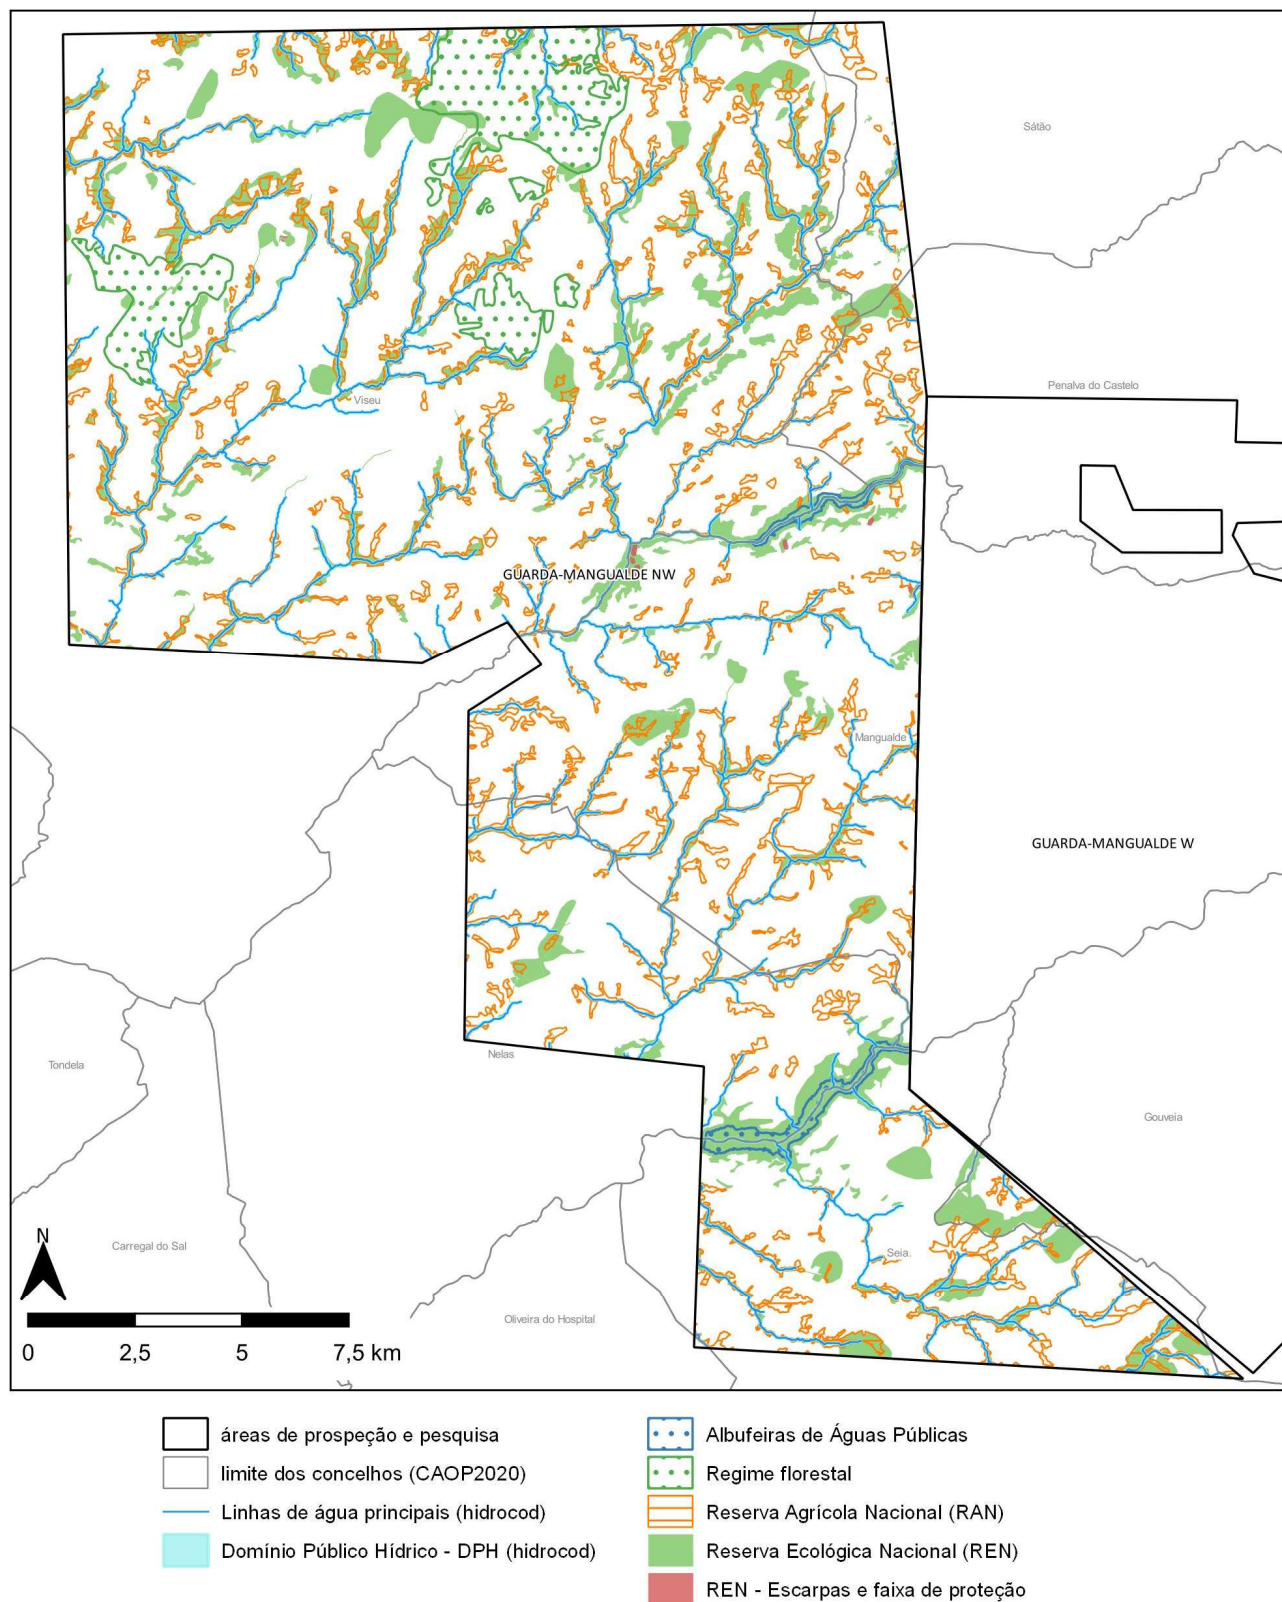 Sátão
Penalva do Castelo
Viseu
GUARDA-MANGUALDE NW
Mangualde
GUARDA-MANGUALDE W
Nelas
Tondela
Gouveia
Carregal do Sal
Seia
Oliveira do Hospital
N
0 2,5 5 7,5 km
áreas de prospeção e pesquisa
limite dos concelhos (CAOP2020)
Linhas de água principais (hidrocod)
Domínio Público Hídrico - DPH (hidrocod)
Albufeiras de Águas Públicas
Regime florestal
Reserva Agrícola Nacional (RAN)
Reserva Ecológica Nacional (REN)
REN - Escarpas e faixa de proteção